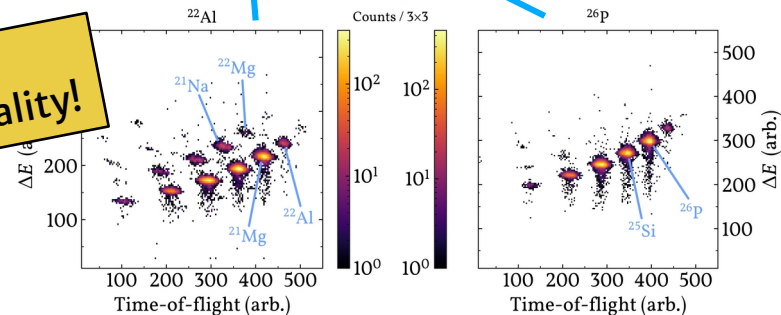 ²²Al
Counts / 3×3
²⁶P
²²Mg
²¹Na
²²Al
²¹Mg
ΔE
200
100
100 200 300 400 500
Time-of-flight (arb.)
10²
10¹
10⁰
10²
10¹
10⁰
²⁵Si
²⁶P
100 200 300 400 500
Time-of-flight (arb.)
500
400
300
200
100
ΔE (arb.)